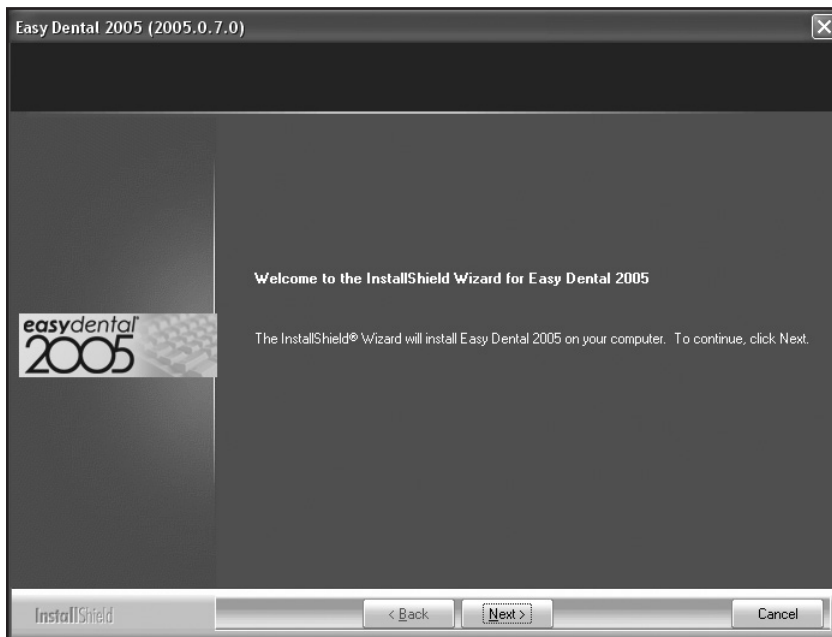 Easy Dental 2005 (2005.0.7.0)
Welcome to the InstallShield Wizard for Easy Dental 2005
easydental
2005
The InstallShield® Wizard will install Easy Dental 2005 on your computer. To continue, click Next.
InstallShield
< Back
Next >
Cancel